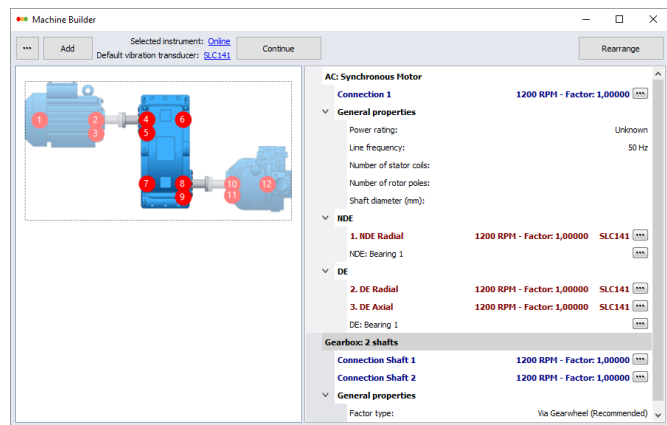 Machine Builder
... Add Selected instrument: Online Continue Rearrange
Default vibration transducer: SLC141
1 2 3 4 5 6 7 8 9 10 11 12
AC: Synchronous Motor
Connection 1 1200 RPM - Factor: 1,00000 ...
General properties
Power rating: Unknown
Line frequency: 50 Hz
Number of stator coils:
Number of rotor poles:
Shaft diameter (mm):
NDE
1. NDE Radial 1200 RPM - Factor: 1,00000 SLC141 ...
NDE: Bearing 1 ...
DE
2. DE Radial 1200 RPM - Factor: 1,00000 SLC141 ...
3. DE Axial 1200 RPM - Factor: 1,00000 SLC141 ...
DE: Bearing 1 ...
Gearbox: 2 shafts
Connection Shaft 1 1200 RPM - Factor: 1,00000 ...
Connection Shaft 2 1200 RPM - Factor: 1,00000 ...
General properties
Factor type: Via Gearwheel (Recommended)